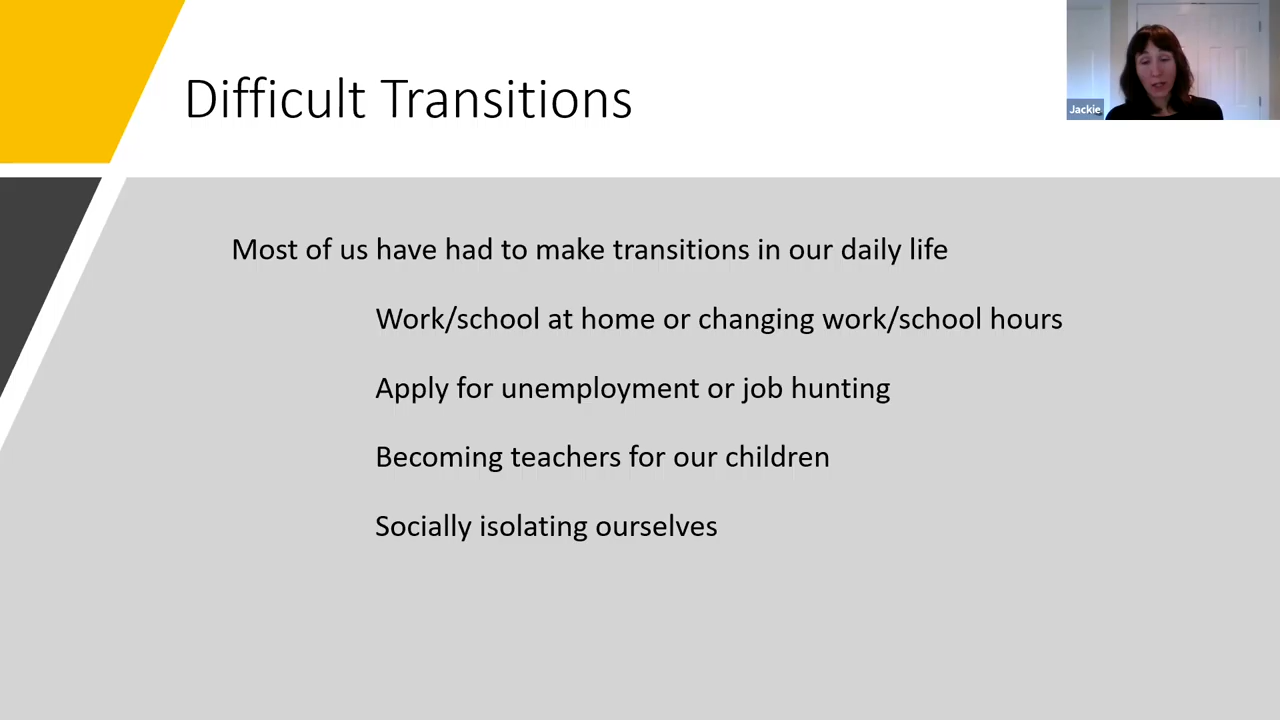 Difficult Transitions
Jackie
Most of us have had to make transitions in our daily life
Work/school at home or changing work/school hours
Apply for unemployment or job hunting
Becoming teachers for our children
Socially isolating ourselves